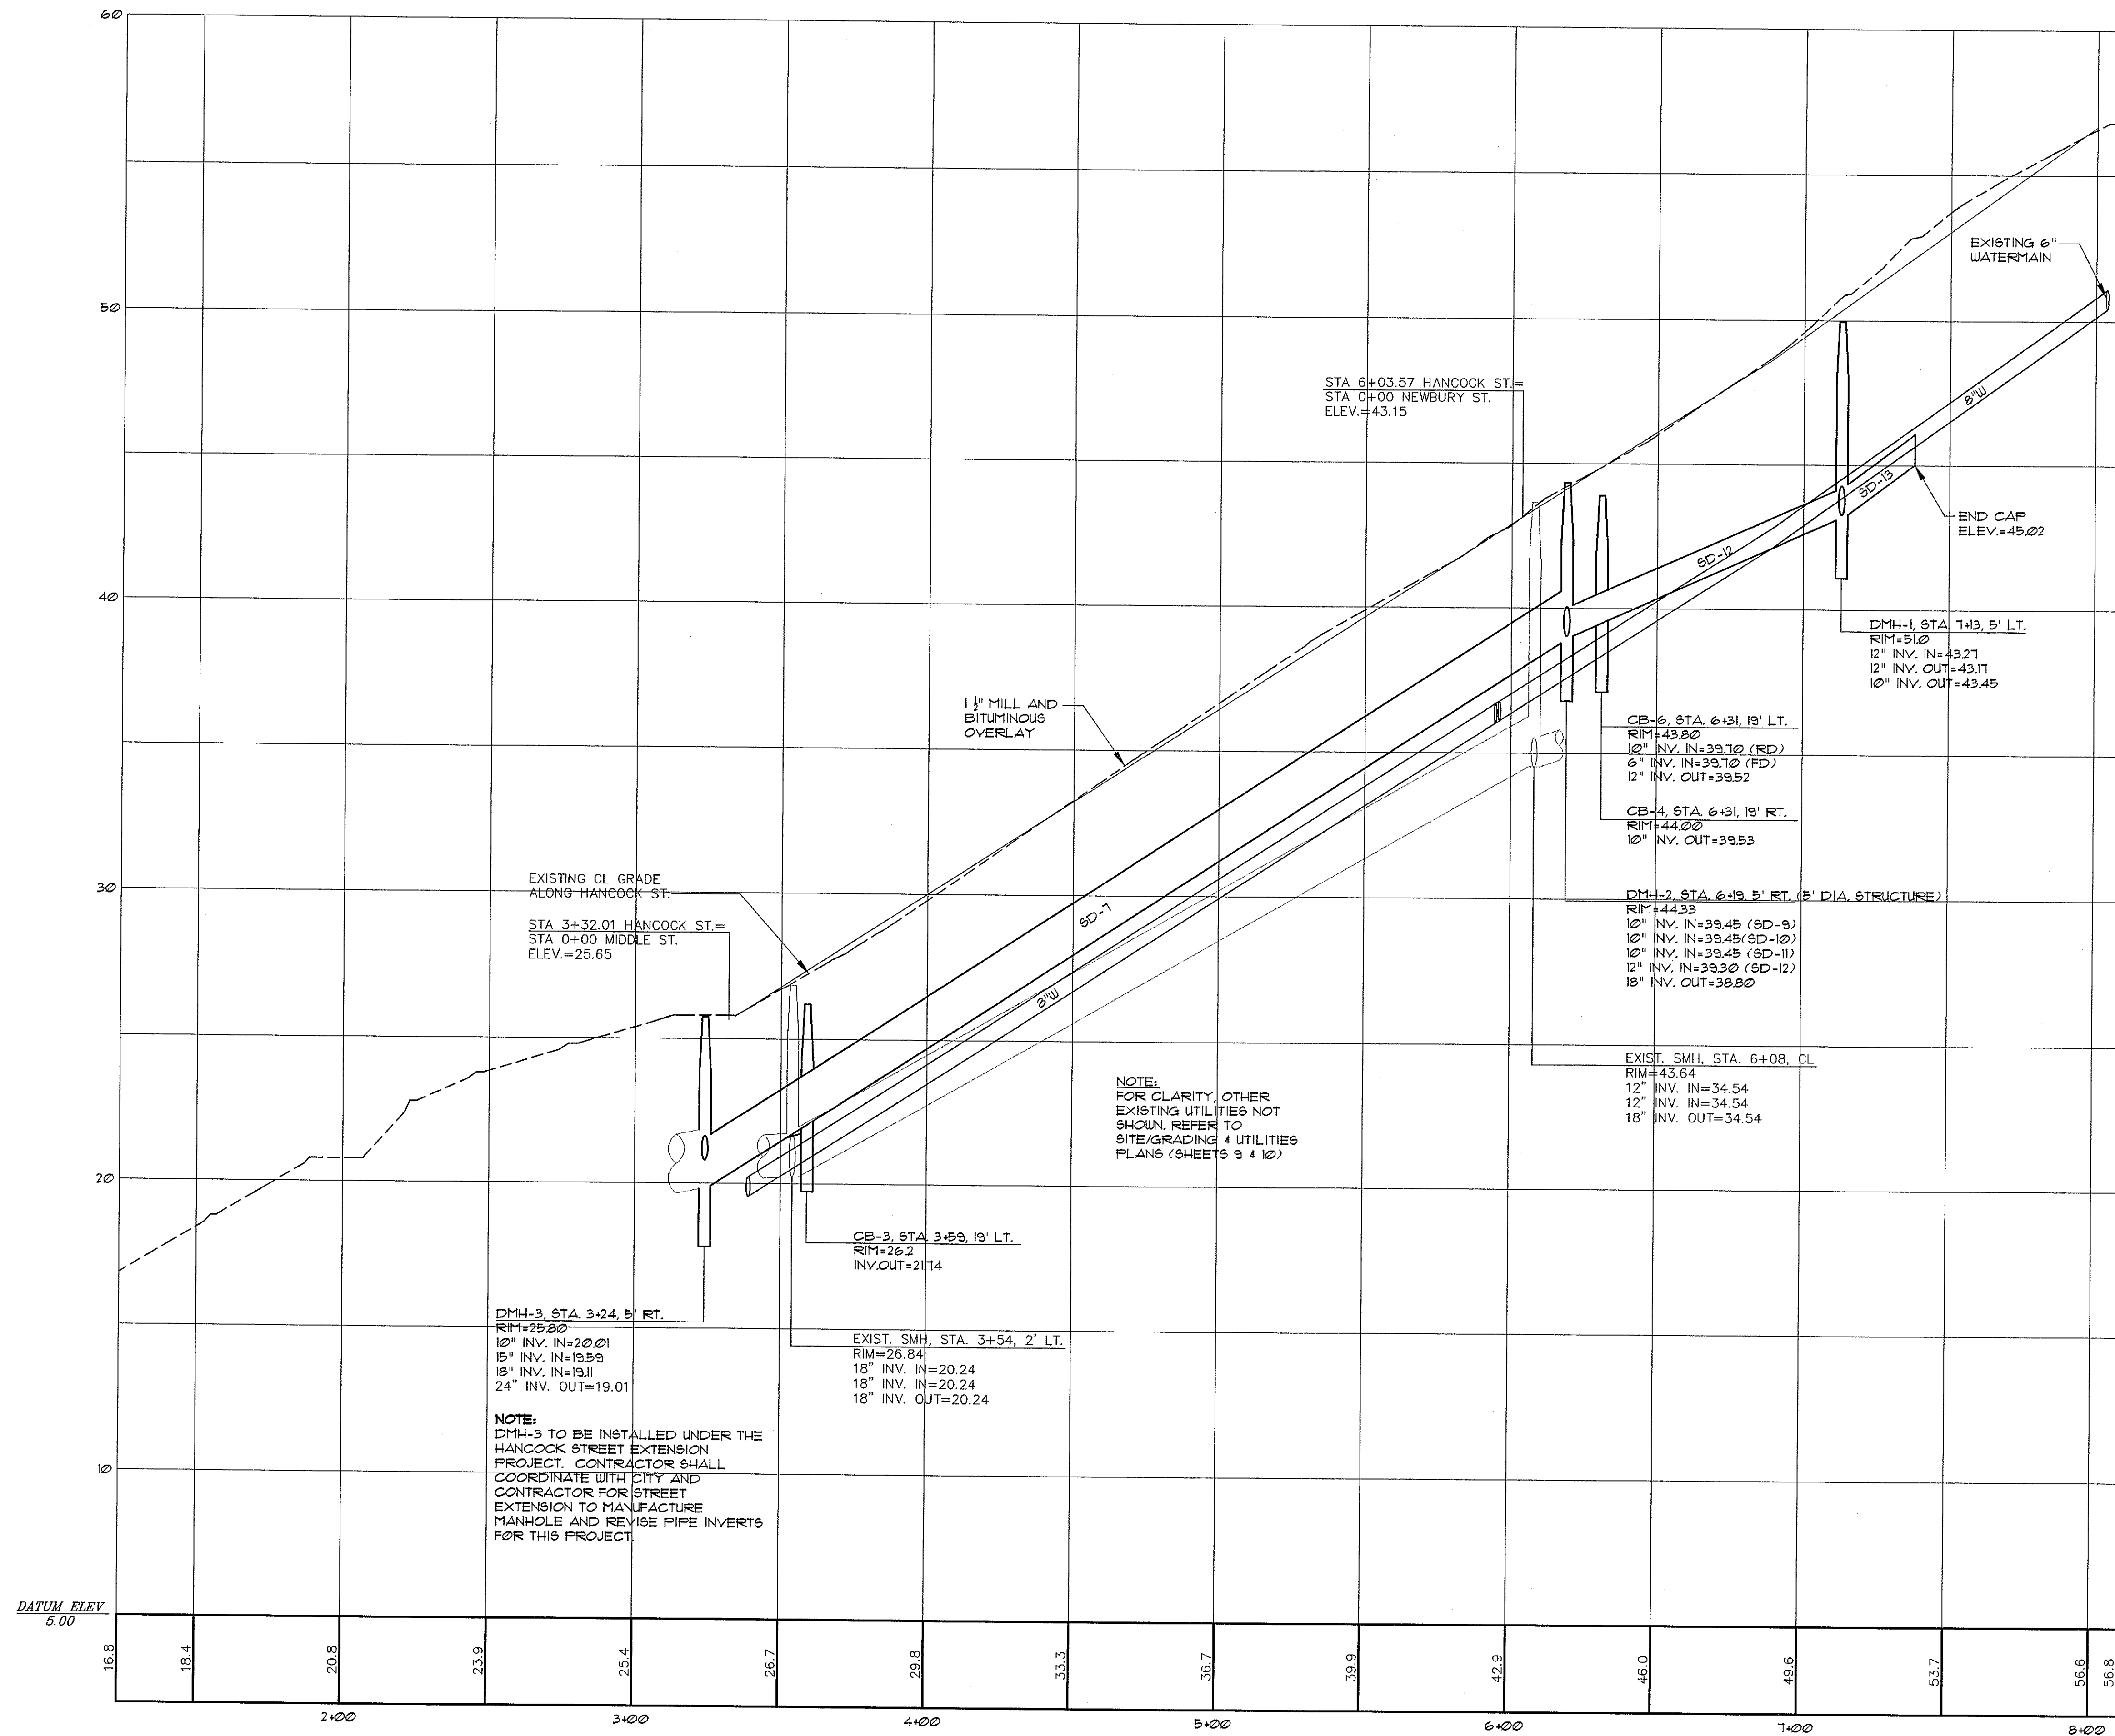 60
50
40
30
20
10
EXISTING 6"
WATERMAIN
8"W
STA 6+03.57 HANCOCK ST.=
STA 0+00 NEWBURY ST.
ELEV.=43.15
SD-13
END CAP
ELEV.=45.02
SD-12
DMH-1, STA. 7+13, 5' LT.
RIM=51.0
12" INV. IN=43.27
12" INV. OUT=43.17
10" INV. OUT=43.45
1 ½" MILL AND
BITUMINOUS
OVERLAY
CB-6, STA. 6+31, 19' LT.
RIM=43.80
10" INV. IN=39.70 (RD)
6" INV. IN=39.70 (FD)
12" INV. OUT=39.52
CB-4, STA. 6+31, 19' RT.
RIM=44.00
10" INV. OUT=39.53
EXISTING CL GRADE
ALONG HANCOCK ST.
STA 3+32.01 HANCOCK ST.=
STA 0+00 MIDDLE ST.
ELEV.=25.65
SD-7
DMH-2, STA. 6+19, 5' RT. (5' DIA. STRUCTURE)
RIM=44.33
10" INV. IN=39.45 (SD-9)
10" INV. IN=39.45(SD-10)
10" INV. IN=39.45 (SD-11)
12" INV. IN=39.30 (SD-12)
18" INV. OUT=38.80
8"W
EXIST. SMH, STA. 6+08, CL
RIM=43.64
12" INV. IN=34.54
12" INV. IN=34.54
18" INV. OUT=34.54
NOTE:
FOR CLARITY, OTHER
EXISTING UTILITIES NOT
SHOWN. REFER TO
SITE/GRADING & UTILITIES
PLANS (SHEETS 9 & 10)
CB-3, STA. 3+59, 19' LT.
RIM=26.2
INV.OUT=21.74
DMH-3, STA. 3+24, 5' RT.
RIM=25.80
10" INV. IN=20.01
15" INV. IN=19.59
18" INV. IN=19.11
24" INV. OUT=19.01
EXIST. SMH, STA. 3+54, 2' LT.
RIM=26.84
18" INV. IN=20.24
18" INV. IN=20.24
18" INV. OUT=20.24
NOTE:
DMH-3 TO BE INSTALLED UNDER THE
HANCOCK STREET EXTENSION
PROJECT. CONTRACTOR SHALL
COORDINATE WITH CITY AND
CONTRACTOR FOR STREET
EXTENSION TO MANUFACTURE
MANHOLE AND REVISE PIPE INVERTS
FOR THIS PROJECT.
DATUM ELEV
5.00
16.8 18.4 20.8 23.9 25.4 26.7 29.8 33.3 36.7 39.9 42.9 46.0 49.6 53.7 56.6 56.8
2+00 3+00 4+00 5+00 6+00 7+00 8+00